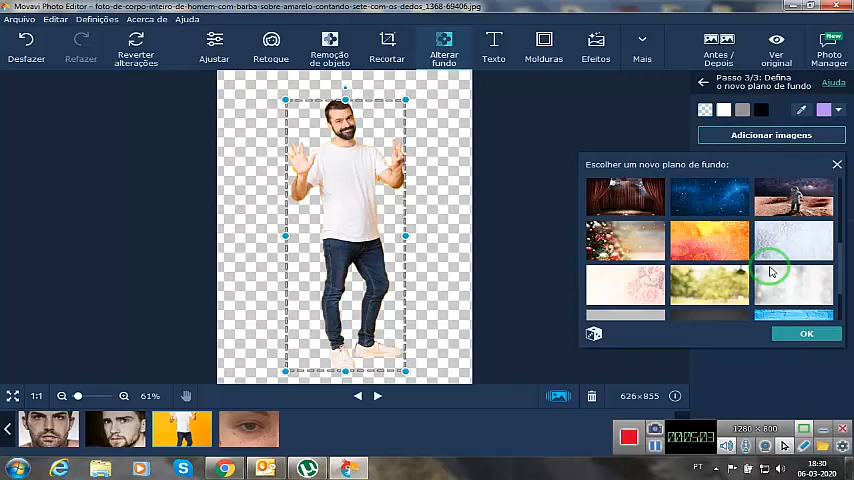 Movavi Photo Editor – foto-de-corpo-inteiro-de-homem-com-barba-sobre-amarelo-contando-sete-com-os-dedos_1368-69406.jpg
Arquivo Editar Definições Acerca de Ajuda
Desfazer
Refazer
Reverter
alterações
Ajustar
Retoque
Remoção
de objeto
Recortar
Alterar
fundo
Texto
Molduras
Efeitos
Mais
Antes /
Depois
Ver
original
New
Photo
Manager
Passo 3/3: Defina
o novo plano de fundo
Ajuda
Adicionar imagens
Escolher um novo plano de fundo:
OK
1:1
61%
626×855
1280 × 800
00:05:03
PT
18:30
06-03-2020